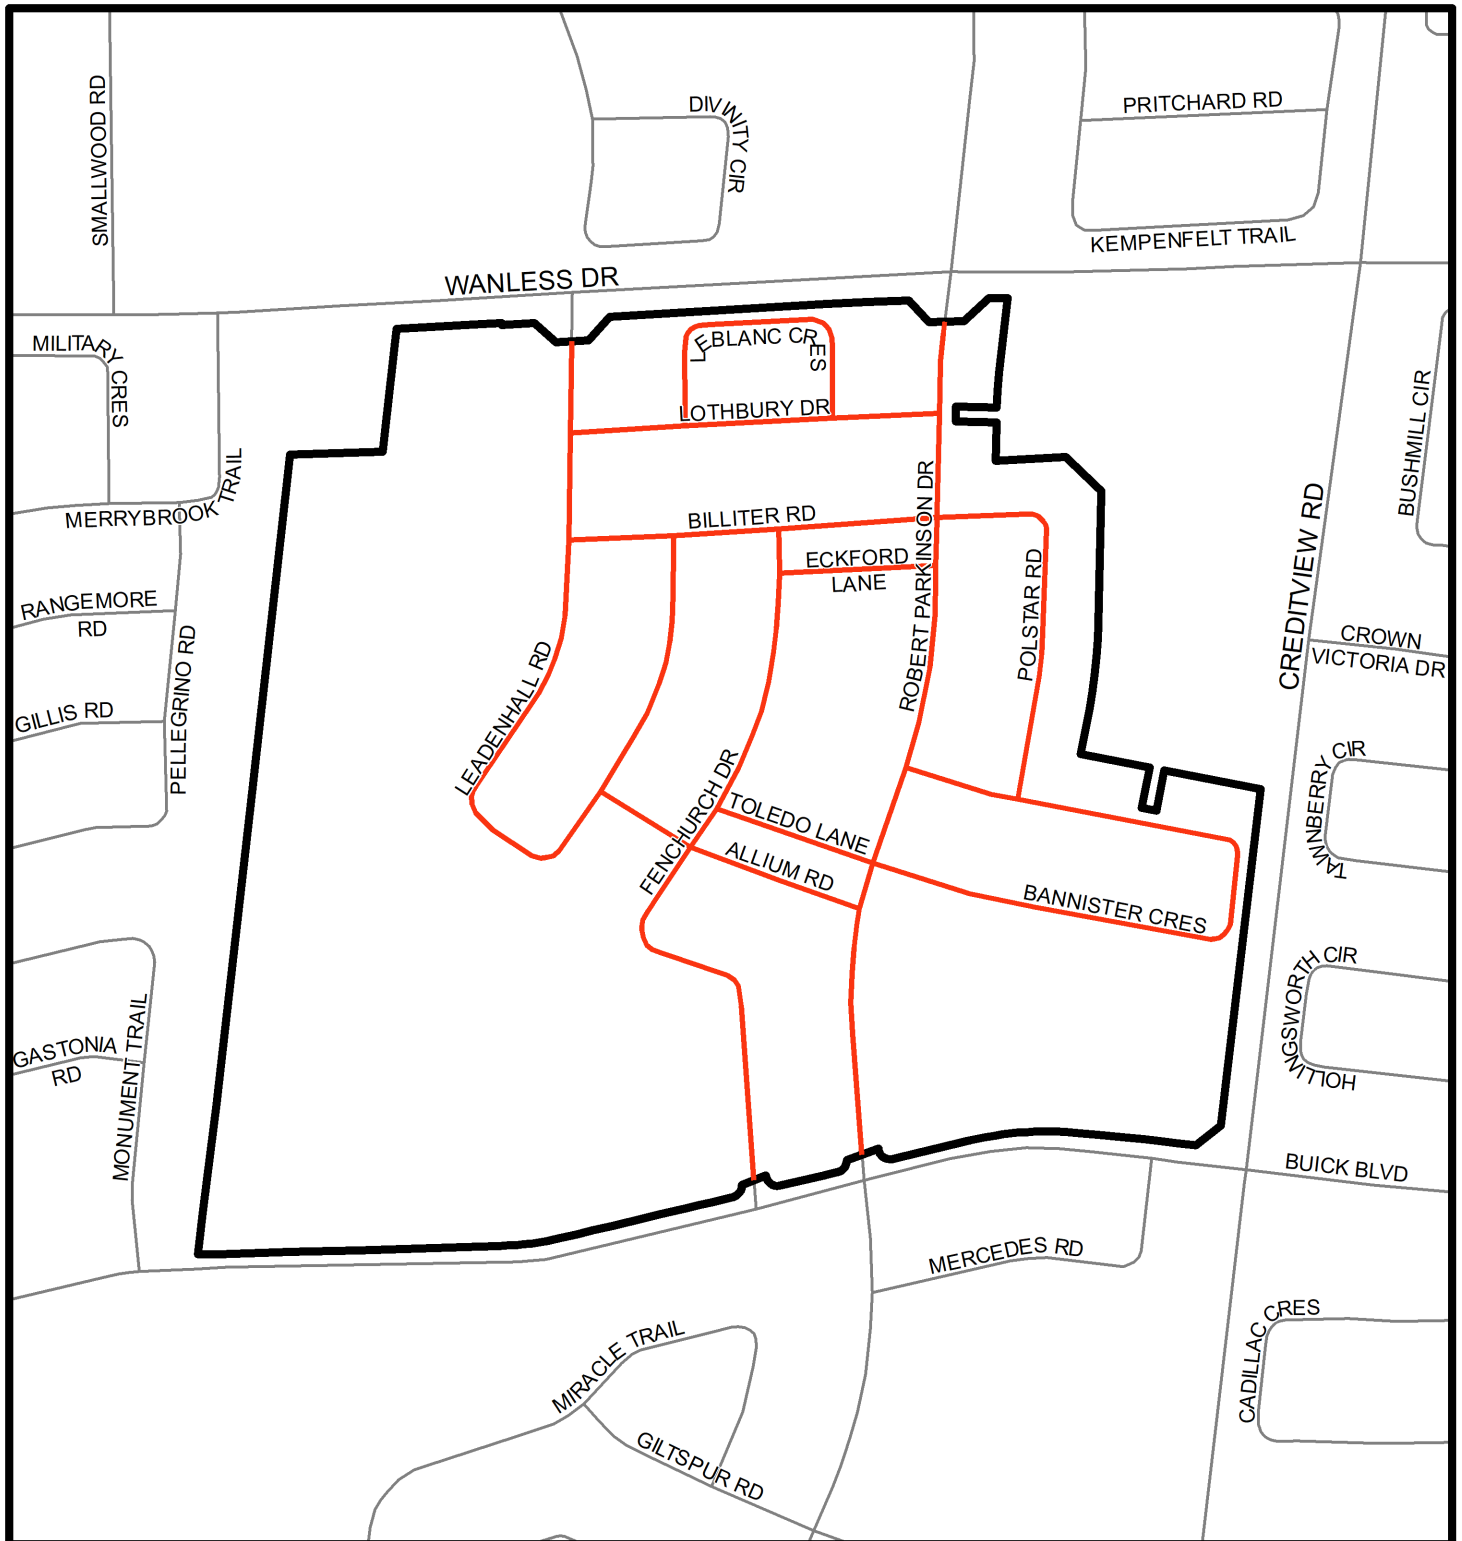 SMALLWOOD RD
DIVINITY CIR
PRITCHARD RD
KEMPENFELT TRAIL
WANLESS DR
MILITARY CRES
LEBLANC CRES
LOTHBURY DR
BUSHMILL CIR
MERRYBROOK TRAIL
BILLITER RD
ROBERT PARKINSON DR
ECKFORD
LANE
POLSTAR RD
CREDITVIEW RD
RANGEMORE
RD
CROWN
VICTORIA DR
PELLEGRINO RD
GILLIS RD
LEADENHALL RD
FENCHURCH DR
TOLEDO LANE
ALLIUM RD
BANNISTER CRES
TAWINBERRY CIR
HOLLINGSWORTH CIR
GASTONIA
RD
MONUMENT TRAIL
BUICK BLVD
MERCEDES RD
MIRACLE TRAIL
GILTSPUR RD
CADILLAC CRES